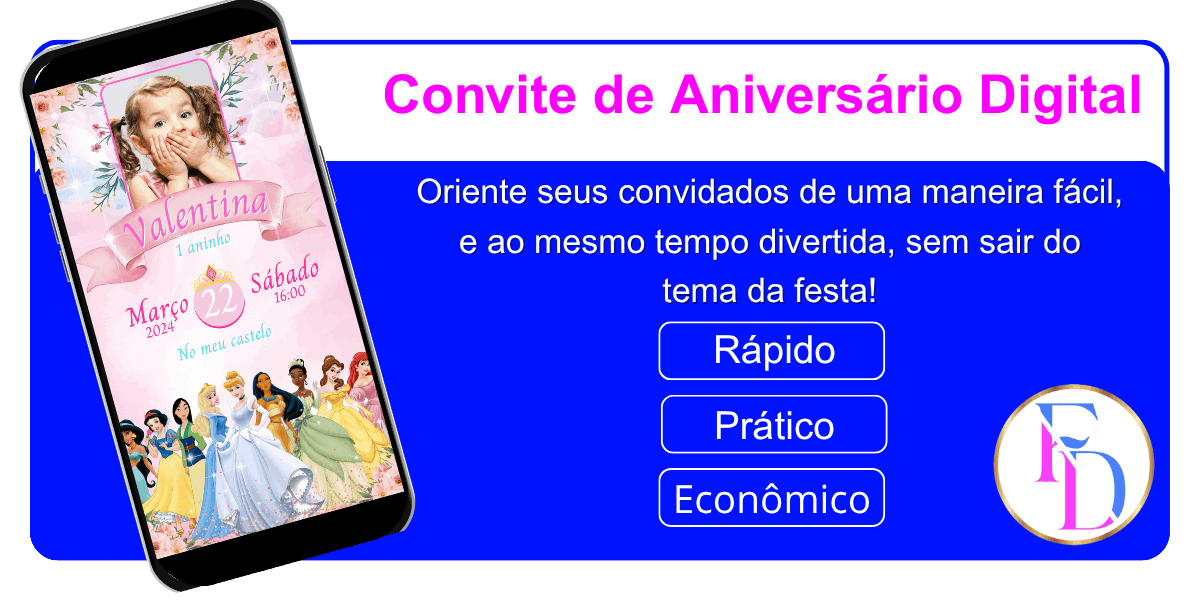 Convite de Aniversário Digital
Oriente seus convidados de uma maneira fácil,
e ao mesmo tempo divertida, sem sair do
tema da festa!
Rápido
Prático
Econômico
Valentina
1 aninho
Março 22 Sábado
2024 16:00
No meu castelo
FD